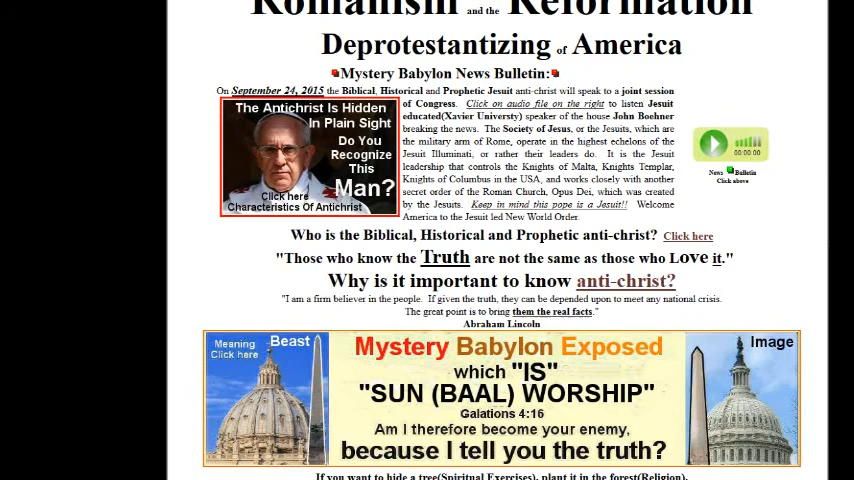 Romanism and the Reformation
Deprotestantizing of America
Mystery Babylon News Bulletin:
On September 24, 2015 the Biblical, Historical and Prophetic Jesuit anti-christ will speak to a joint session
of Congress. Click on audio file on the right to listen Jesuit
educated(Xavier Universty) speaker of the house John Boehner
breaking the news. The Society of Jesus, or the Jesuits, which are
the military arm of Rome, operate in the highest echelons of the
Jesuit Illuminati, or rather their leaders do. It is the Jesuit
leadership that controls the Knights of Malta, Knights Templar,
Knights of Columbus in the USA, and works closely with another
secret order of the Roman Church, Opus Dei, which was created
by the Jesuits. Keep in mind this pope is a Jesuit!! Welcome
America to the Jesuit led New World Order.
The Antichrist Is Hidden
In Plain Sight
Do You
Recognize
This
Man?
Click here
Characteristics Of Antichrist
00:00:00
News Bulletin
Click above
Who is the Biblical, Historical and Prophetic anti-christ? Click here
"Those who know the Truth are not the same as those who Love it."
Why is it important to know anti-christ?
"I am a firm believer in the people. If given the truth, they can be depended upon to meet any national crisis.
The great point is to bring them the real facts."
Abraham Lincoln
Meaning
Click here
Beast
Mystery Babylon Exposed
which "IS"
"SUN (BAAL) WORSHIP"
Galations 4:16
Am I therefore become your enemy,
because I tell you the truth?
Image
If you want to hide a tree(Spiritual Exercises), plant it in the forest(Religion).